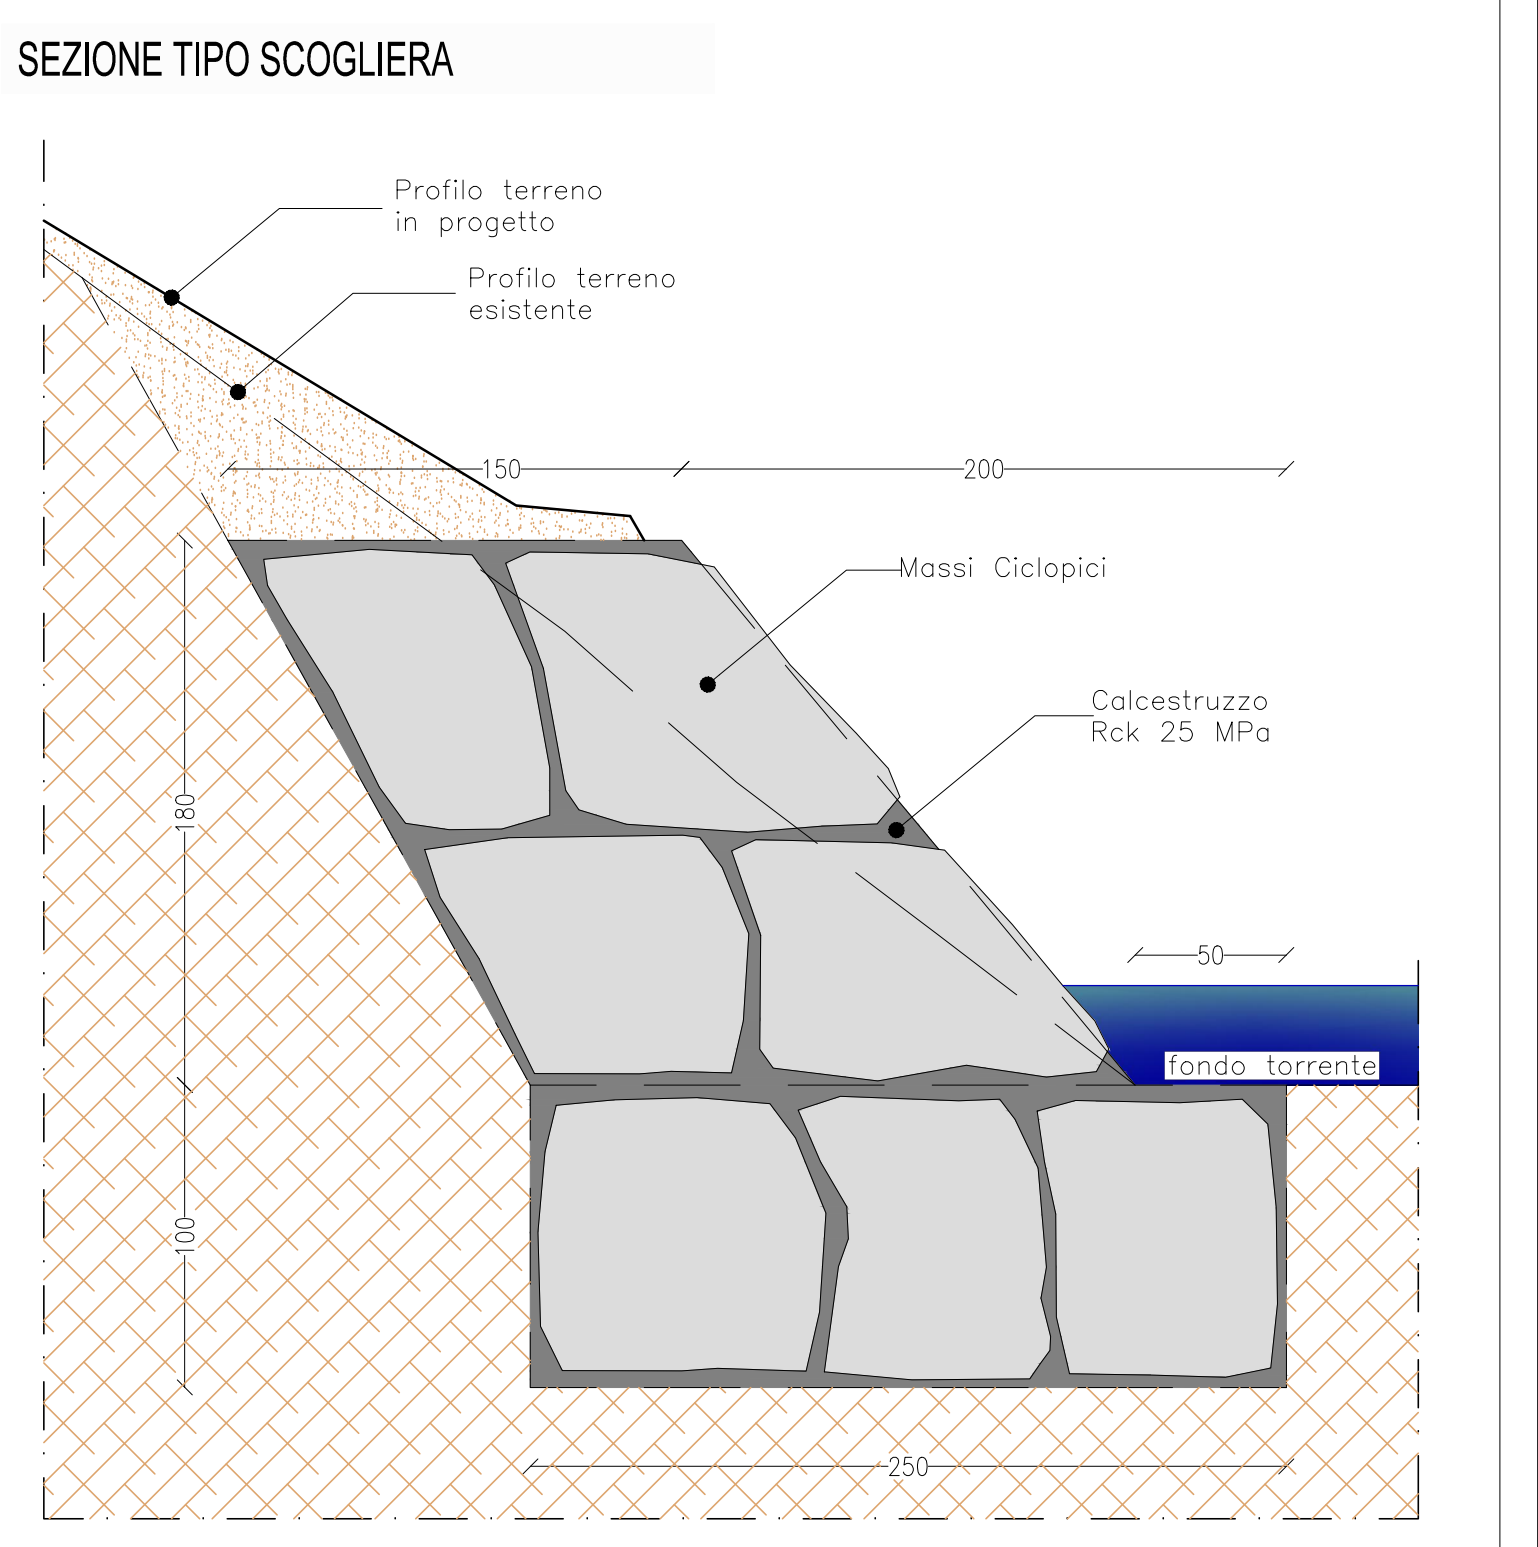 SEZIONE TIPO SCOGLIERA
Profilo terreno
in progetto
Profilo terreno
esistente
150
200
Massi Ciclopici
Calcestruzzo
Rck 25 MPa
180
50
fondo torrente
100
250